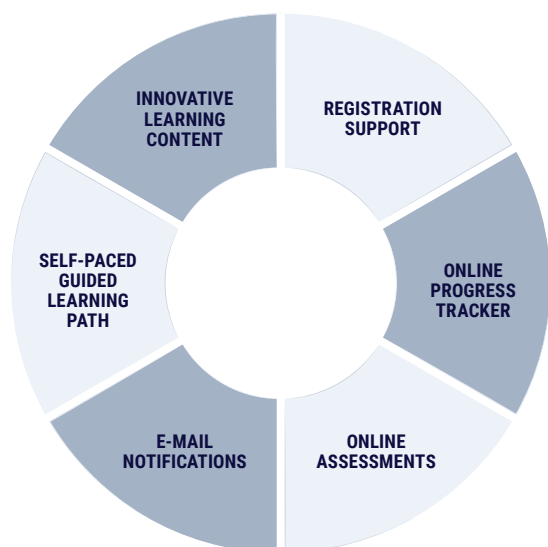 INNOVATIVE
LEARNING
CONTENT
REGISTRATION
SUPPORT
SELF-PACED
GUIDED
LEARNING
PATH
ONLINE
PROGRESS
TRACKER
E-MAIL
NOTIFICATIONS
ONLINE
ASSESSMENTS